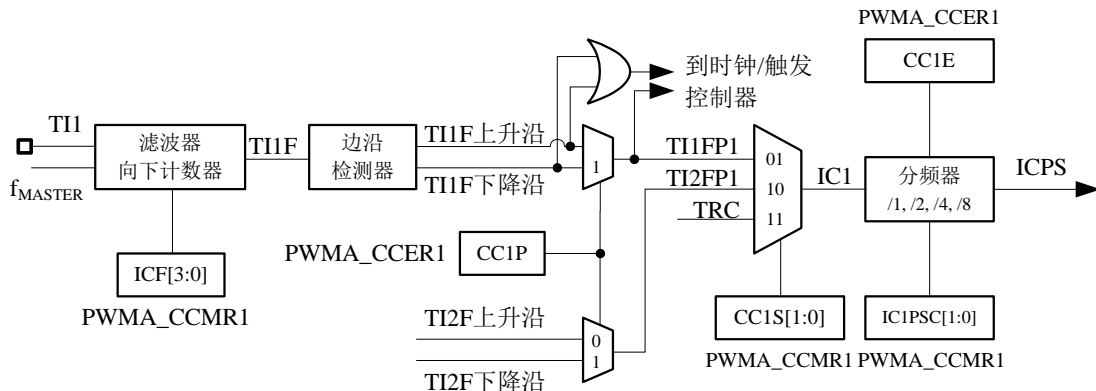 PWMA_CCER1
CC1E
到时钟/触发
控制器
TI1
滤波器
向下计数器
TI1F
边沿
检测器
TI1F上升沿
TI1F下降沿
1
TI1FP1
TI2FP1
TRC
01
10
11
IC1
分频器
/1, /2, /4, /8
ICPS
fMASTER
PWMA_CCER1
CC1P
ICF[3:0]
PWMA_CCMR1
TI2F上升沿
TI2F下降沿
0
1
CC1S[1:0]
PWMA_CCMR1
IC1PSC[1:0]
PWMA_CCMR1